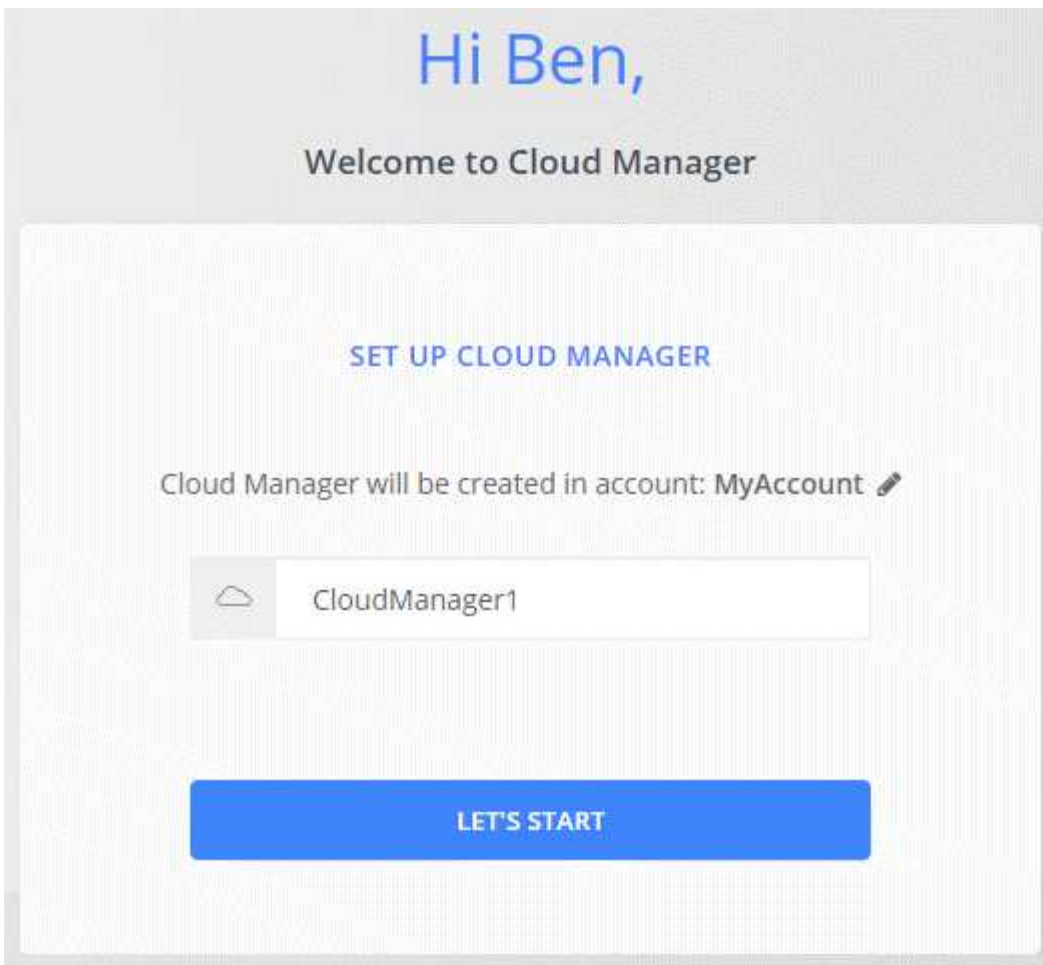 Hi Ben,
Welcome to Cloud Manager
SET UP CLOUD MANAGER
Cloud Manager will be created in account: MyAccount
CloudManager1
LET'S START